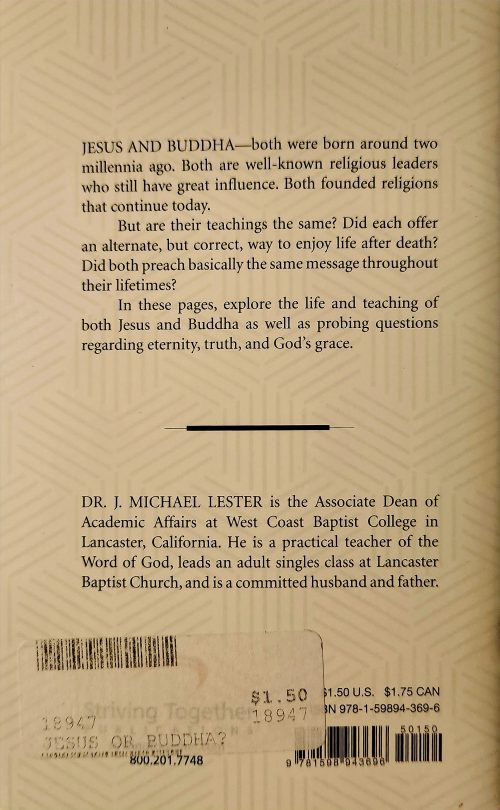 JESUS AND BUDDHA—both were born around two
millennia ago. Both are well-known religious leaders
who still have great influence. Both founded religions
that continue today.
But are their teachings the same? Did each offer
an alternate, but correct, way to enjoy life after death?
Did both preach basically the same message throughout
their lifetimes?
In these pages, explore the life and teaching of
both Jesus and Buddha as well as probing questions
regarding eternity, truth, and God's grace.
DR. J. MICHAEL LESTER is the Associate Dean of
Academic Affairs at West Coast Baptist College in
Lancaster, California. He is a practical teacher of the
Word of God, leads an adult singles class at Lancaster
Baptist Church, and is a committed husband and father.
$1.50
Striving Together
18947 18947
JESUS OR BUDDHA?
800.201.7748
$1.50 U.S. $1.75 CAN
BN 978-1-59894-369-6
50150
9 781598 943696